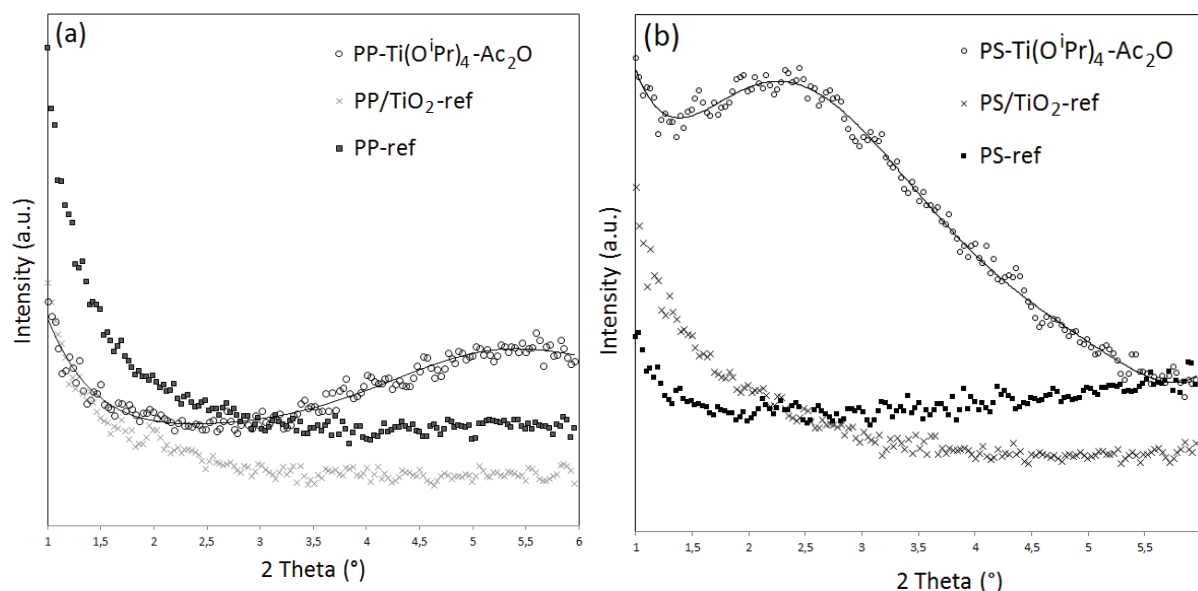 (a)
PP-Ti(OⁱPr)₄-Ac₂O
PP/TiO₂-ref
PP-ref
Intensity (a.u.)
1 1,5 2 2,5 3 3,5 4 4,5 5 5,5 6
2 Theta (°)
(b)
PS-Ti(OⁱPr)₄-Ac₂O
PS/TiO₂-ref
PS-ref
Intensity (a.u.)
1 1,5 2 2,5 3 3,5 4 4,5 5 5,5
2 Theta (°)